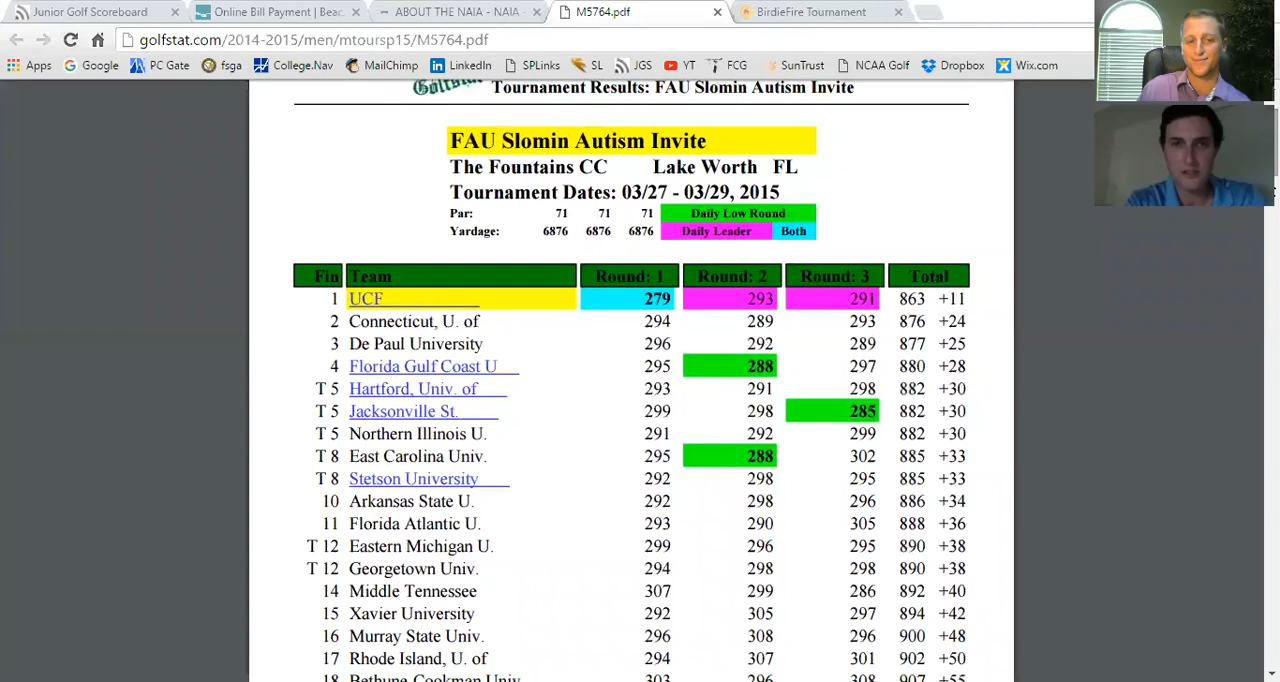 Junior Golf Scoreboard × Online Bill Payment | Beac × ABOUT THE NAIA - NAIA - × M5764.pdf × BirdieFire Tournament ×
golfstat.com/2014-2015/men/mtourspdf/M5764.pdf
Apps Google PC Gate fsga College.Nav MailChimp LinkedIn SPLinks SL JGS YT FCG SunTrust NCAA Golf Dropbox Wix.com
Golfstat Tournament Results: FAU Slomin Autism Invite
FAU Slomin Autism Invite
The Fountains CC Lake Worth FL
Tournament Dates: 03/27 - 03/29, 2015
Par: 71 71 71 Daily Low Round
Yardage: 6876 6876 6876 Daily Leader Both
Fin Team Round: 1 Round: 2 Round: 3 Total
1 UCF 279 293 291 863 +11
2 Connecticut, U. of 294 289 293 876 +24
3 De Paul University 296 292 289 877 +25
4 Florida Gulf Coast U 295 288 297 880 +28
T 5 Hartford, Univ. of 293 291 298 882 +30
T 5 Jacksonville St. 299 298 285 882 +30
T 5 Northern Illinois U. 291 292 299 882 +30
T 8 East Carolina Univ. 295 288 302 885 +33
T 8 Stetson University 292 298 295 885 +33
10 Arkansas State U. 292 298 296 886 +34
11 Florida Atlantic U. 293 290 305 888 +36
T 12 Eastern Michigan U. 299 296 295 890 +38
T 12 Georgetown Univ. 294 298 298 890 +38
14 Middle Tennessee 307 299 286 892 +40
15 Xavier University 292 305 297 894 +42
16 Murray State Univ. 296 308 296 900 +48
17 Rhode Island, U. of 294 307 301 902 +50
18 Bethune-Cookman Univ. 303 296 308 907 +55